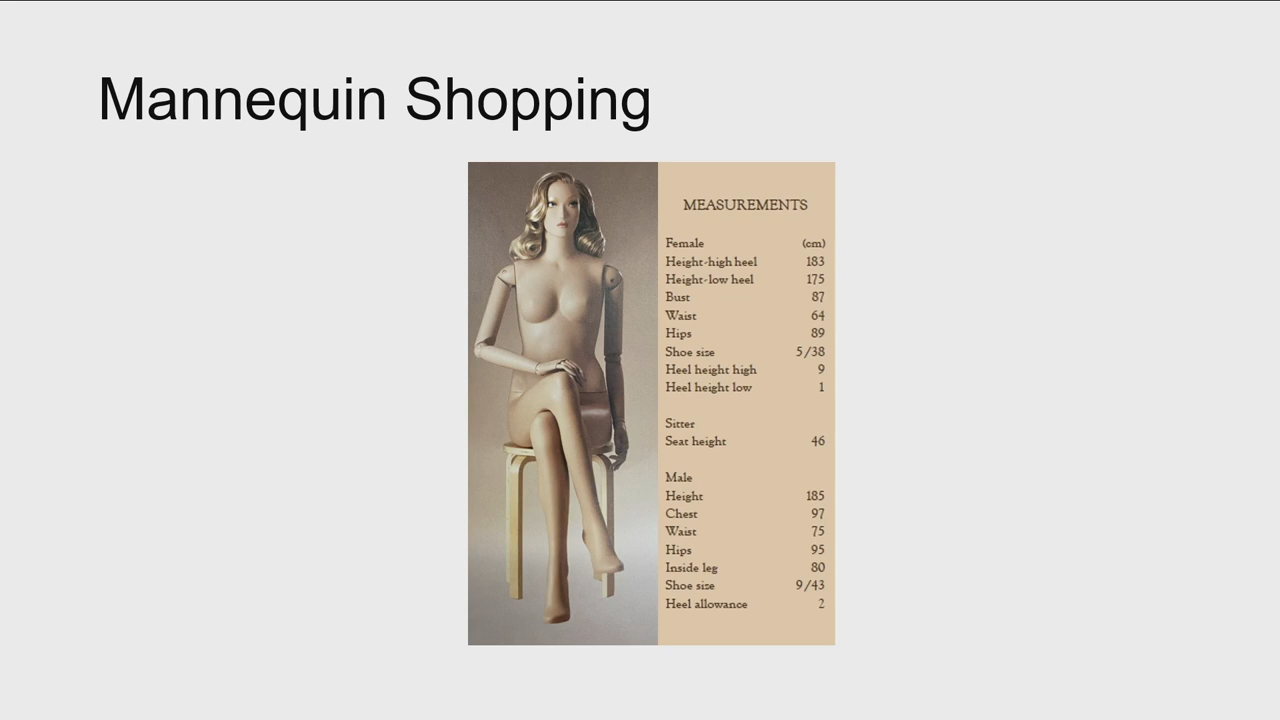 Mannequin Shopping
MEASUREMENTS
Female (cm)
Height-high heel 183
Height-low heel 175
Bust 87
Waist 64
Hips 89
Shoe size 5/38
Heel height high 9
Heel height low 1
Sitter
Seat height 46
Male
Height 185
Chest 97
Waist 75
Hips 95
Inside leg 80
Shoe size 9/43
Heel allowance 2